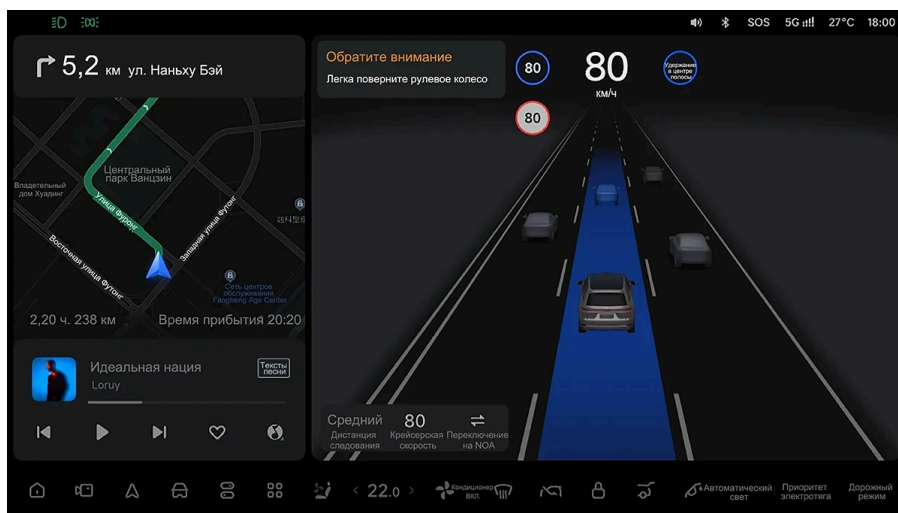 SOS 5G 27°C 18:00
5,2 км ул. Наньху Бэй
Центральный
парк Ванцзин
Владетельный
дом Хуадинг
Улица Фуронг
Западная улица Футонг
Восточная улица Футонг
Сеть центров
обслуживания
Fangheng Age Center
2,20 ч. 238 км
Время прибытия 20:20
Идеальная нация
Loruy
Тексты
песни
Обратите внимание
Легка поверните рулевое колесо
80
80
80
км/ч
Удержание
в центре
полосы
Средний
Дистанция
следования
80
Крейсерская
скорость
Переключение
на NOA
< 22.0 >
Кондиционер
вкл.
Автоматический
свет
Приоритет
электротяга
Дорожный
режим